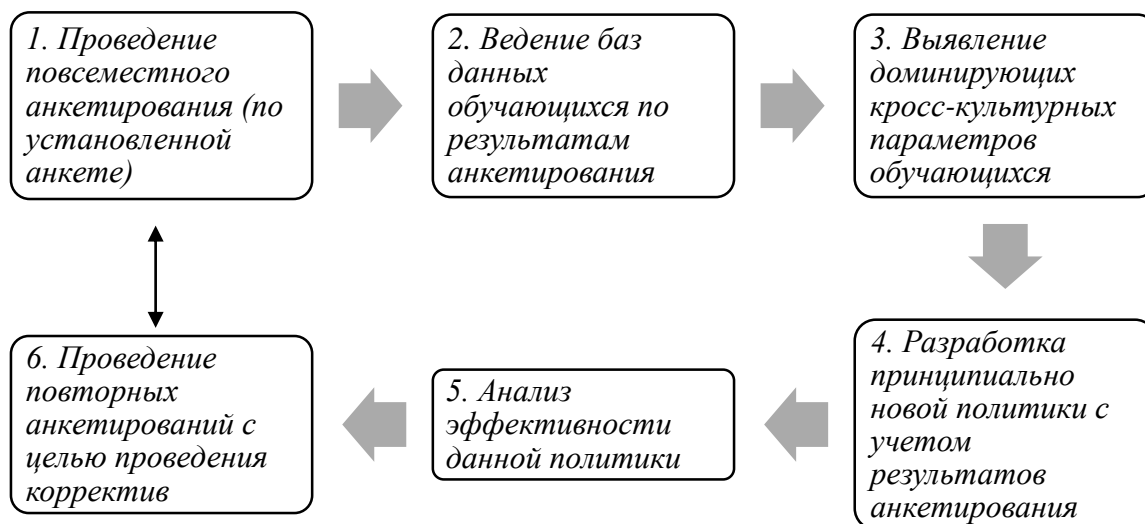 1. Проведение
повсеместного
анкетирования (по
установленной
анкете)
2. Ведение баз
данных
обучающихся по
результатам
анкетирования
3. Выявление
доминирующих
кросс-культурных
параметров
обучающихся
4. Разработка
принципиально
новой политики с
учетом
результатов
анкетирования
5. Анализ
эффективности
данной политики
6. Проведение
повторных
анкетирований с
целью проведения
корректив